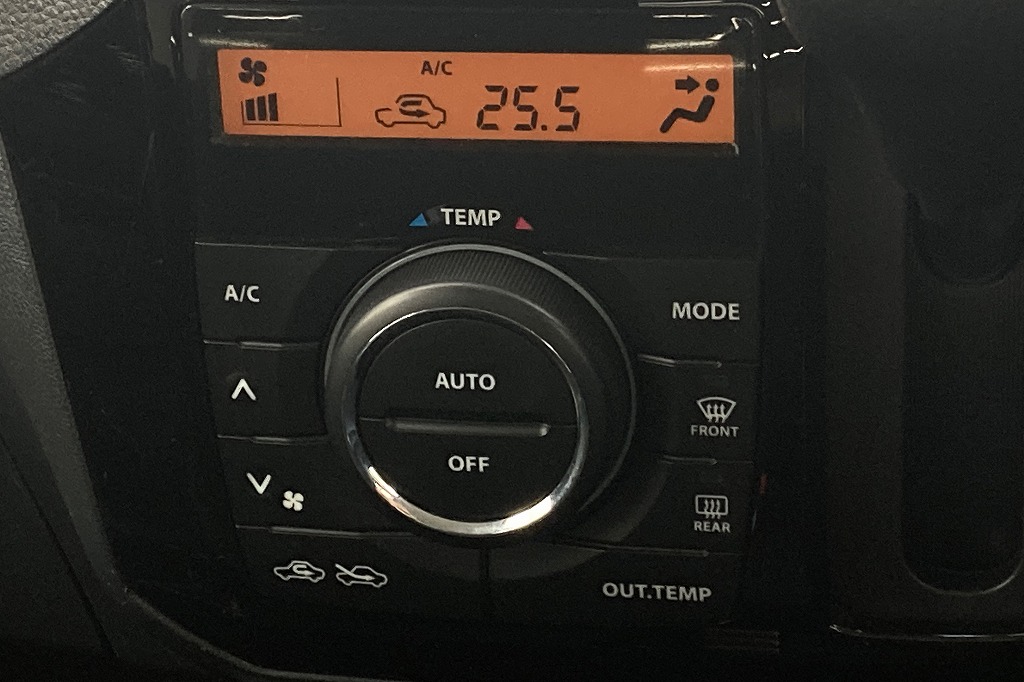 A/C
25.5
TEMP
A/C
MODE
AUTO
FRONT
OFF
REAR
OUT.TEMP